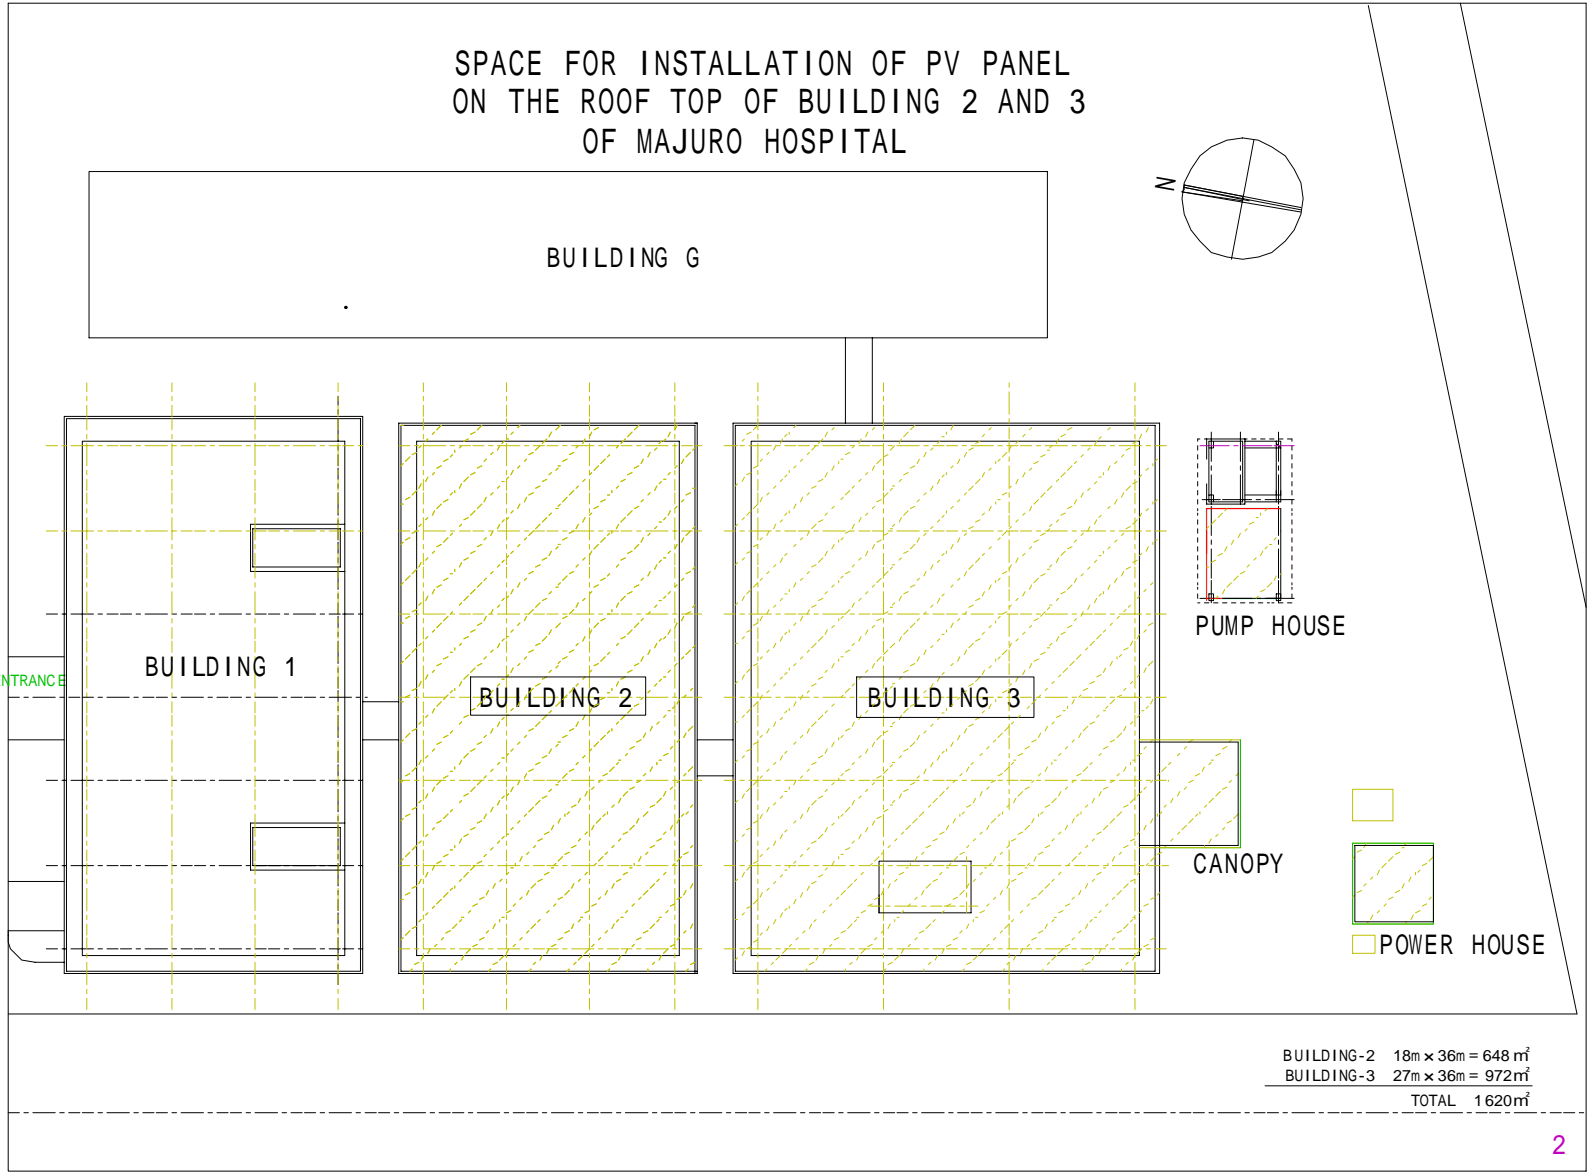 SPACE FOR INSTALLATION OF PV PANEL
ON THE ROOF TOP OF BUILDING 2 AND 3
OF MAJURO HOSPITAL
N
BUILDING G
BUILDING 1
NTRANCE
BUILDING 2
BUILDING 3
PUMP HOUSE
CANOPY
POWER HOUSE
BUILDING-2 18m×36m=648㎡
BUILDING-3 27m×36m=972㎡
TOTAL 1620㎡
2